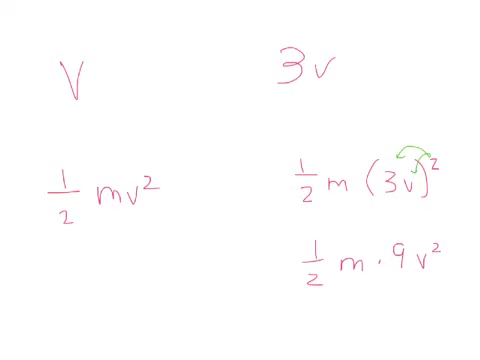 V
3v
1/2 mv²
1/2 m (3v)²
1/2 m · 9v²